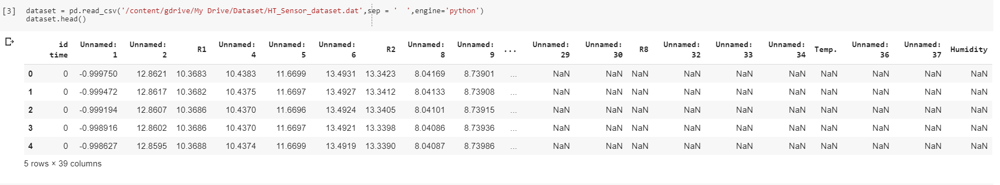 [3] dataset = pd.read_csv('/content/gdrive/My Drive/Dataset/HT_Sensor_dataset.dat',sep = '  ',engine='python')
dataset.head()
id time Unnamed: 1 Unnamed: 2 R1 Unnamed: 4 Unnamed: 5 Unnamed: 6 R2 Unnamed: 8 Unnamed: 9 ... Unnamed: 29 Unnamed: 30 R8 Unnamed: 32 Unnamed: 33 Unnamed: 34 Temp. Unnamed: 36 Unnamed: 37 Humidity
0 0 -0.999750 12.8621 10.3683 10.4383 11.6699 13.4931 13.3423 8.04169 8.73901 ... NaN NaN NaN NaN NaN NaN NaN NaN NaN NaN
1 0 -0.999472 12.8617 10.3682 10.4375 11.6697 13.4927 13.3412 8.04133 8.73908 ... NaN NaN NaN NaN NaN NaN NaN NaN NaN NaN
2 0 -0.999194 12.8607 10.3686 10.4370 11.6696 13.4924 13.3405 8.04101 8.73915 ... NaN NaN NaN NaN NaN NaN NaN NaN NaN NaN
3 0 -0.998916 12.8602 10.3686 10.4370 11.6697 13.4921 13.3398 8.04086 8.73936 ... NaN NaN NaN NaN NaN NaN NaN NaN NaN NaN
4 0 -0.998627 12.8595 10.3688 10.4374 11.6699 13.4919 13.3390 8.04087 8.73986 ... NaN NaN NaN NaN NaN NaN NaN NaN NaN NaN
5 rows × 39 columns